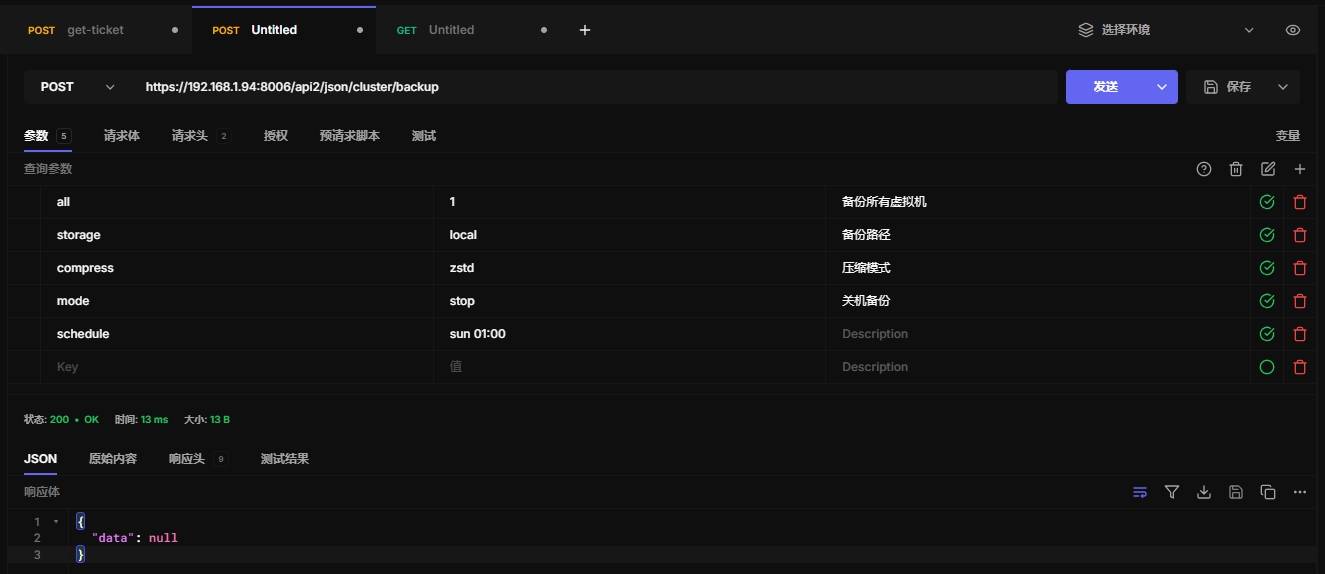 POST get-ticket POST Untitled GET Untitled 选择环境
POST https://192.168.1.94:8006/api2/json/cluster/backup 发送 保存
参数 5 请求体 请求头 2 授权 预请求脚本 测试 变量
查询参数
all 1 备份所有虚拟机
storage local 备份路径
compress zstd 压缩模式
mode stop 关机备份
schedule sun 01:00 Description
Key 值 Description
状态: 200 • OK 时间: 13 ms 大小: 13 B
JSON 原始内容 响应头 9 测试结果
响应体
1 {
2 "data": null
3 }